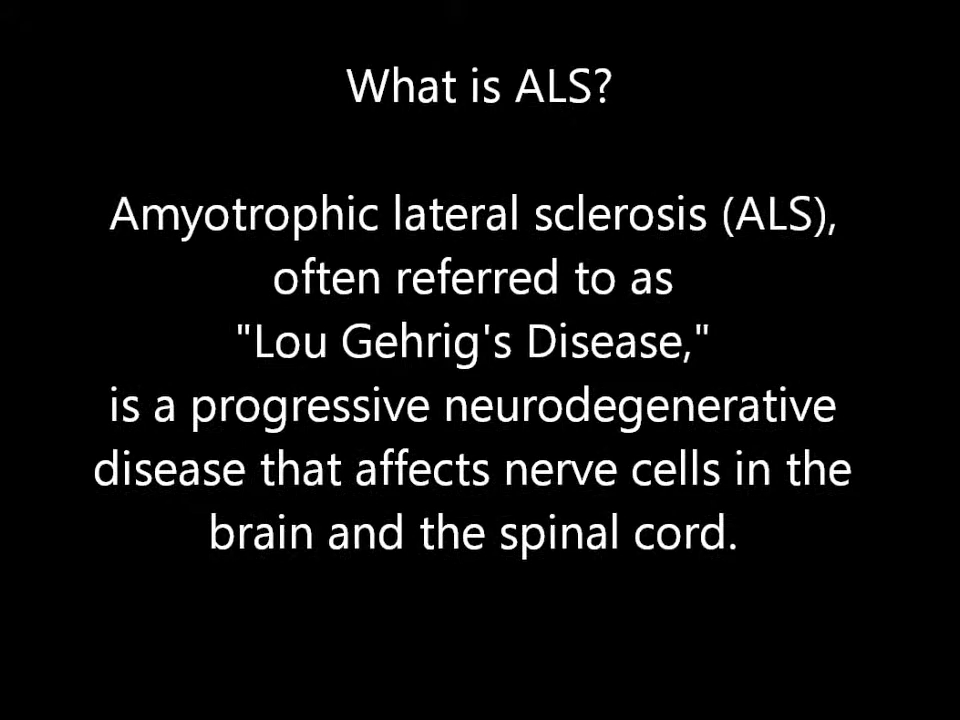 What is ALS?
Amyotrophic lateral sclerosis (ALS),
often referred to as
"Lou Gehrig's Disease,"
is a progressive neurodegenerative
disease that affects nerve cells in the
brain and the spinal cord.